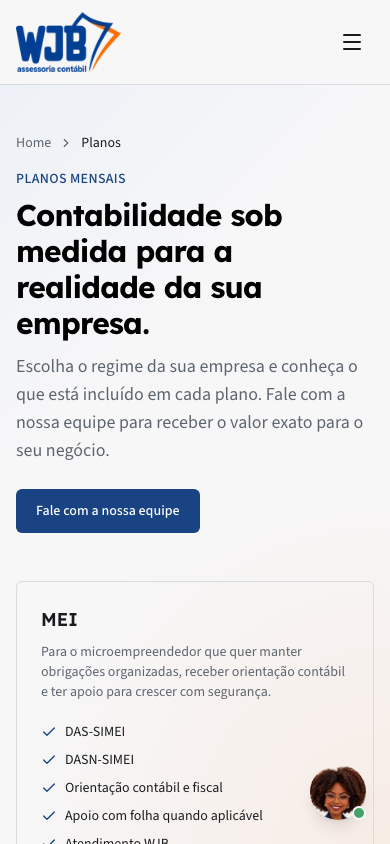 WJB
assessoria contábil
Home > Planos
PLANOS MENSAIS
Contabilidade sob
medida para a
realidade da sua
empresa.
Escolha o regime da sua empresa e conheça o
que está incluído em cada plano. Fale com a
nossa equipe para receber o valor exato para o
seu negócio.
Fale com a nossa equipe
MEI
Para o microempreendedor que quer manter
obrigações organizadas, receber orientação contábil
e ter apoio para crescer com segurança.
DAS-SIMEI
DASN-SIMEI
Orientação contábil e fiscal
Apoio com folha quando aplicável
Atendimento WJB